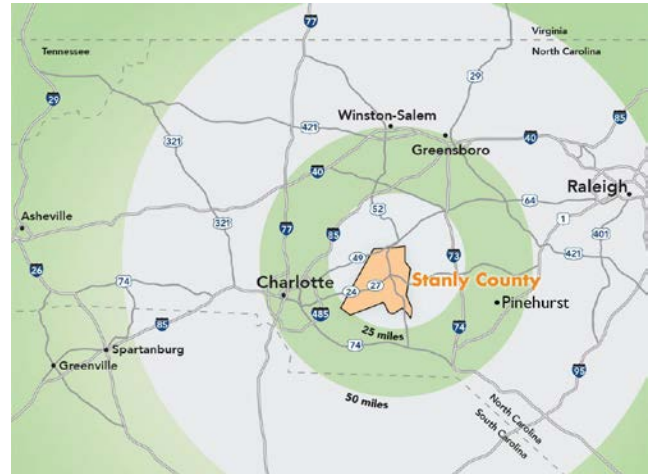 77
Virginia
Tennessee
North Carolina
29
29
Winston-Salem
85
421
321
Greensboro
40
40
Raleigh
64
52
1
Asheville
321
77
85
401
421
49
73
26
Stanly County
74
Charlotte
24
27
Pinehurst
485
85
25 miles
74
74
Spartanburg
Greenville
95
50 miles
North Carolina
South Carolina